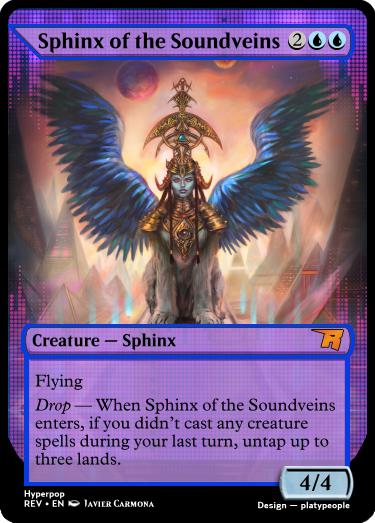 Sphinx of the Soundveins 2
Creature — Sphinx
Flying
Drop — When Sphinx of the Soundveins
enters, if you didn't cast any creature
spells during your last turn, untap up to
three lands.
4/4
Hyperpop
REV • EN Javier Carmona
Design — platypeople